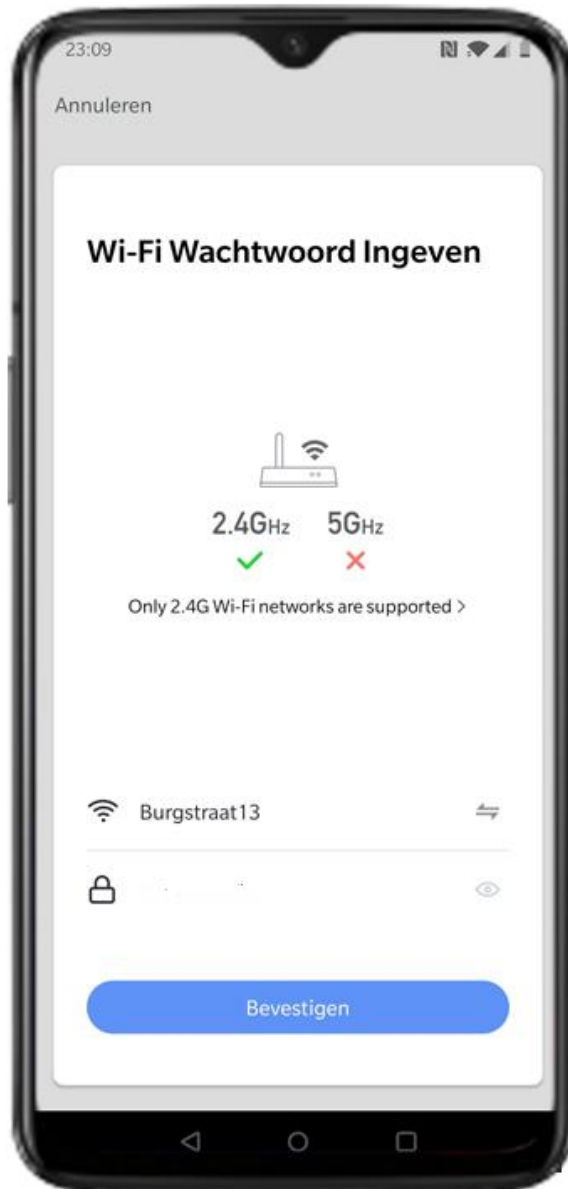 23:09
Annuleren
Wi-Fi Wachtwoord Ingeven
2.4GHz 5GHz
Only 2.4G Wi-Fi networks are supported >
Burgstraat13
Bevestigen